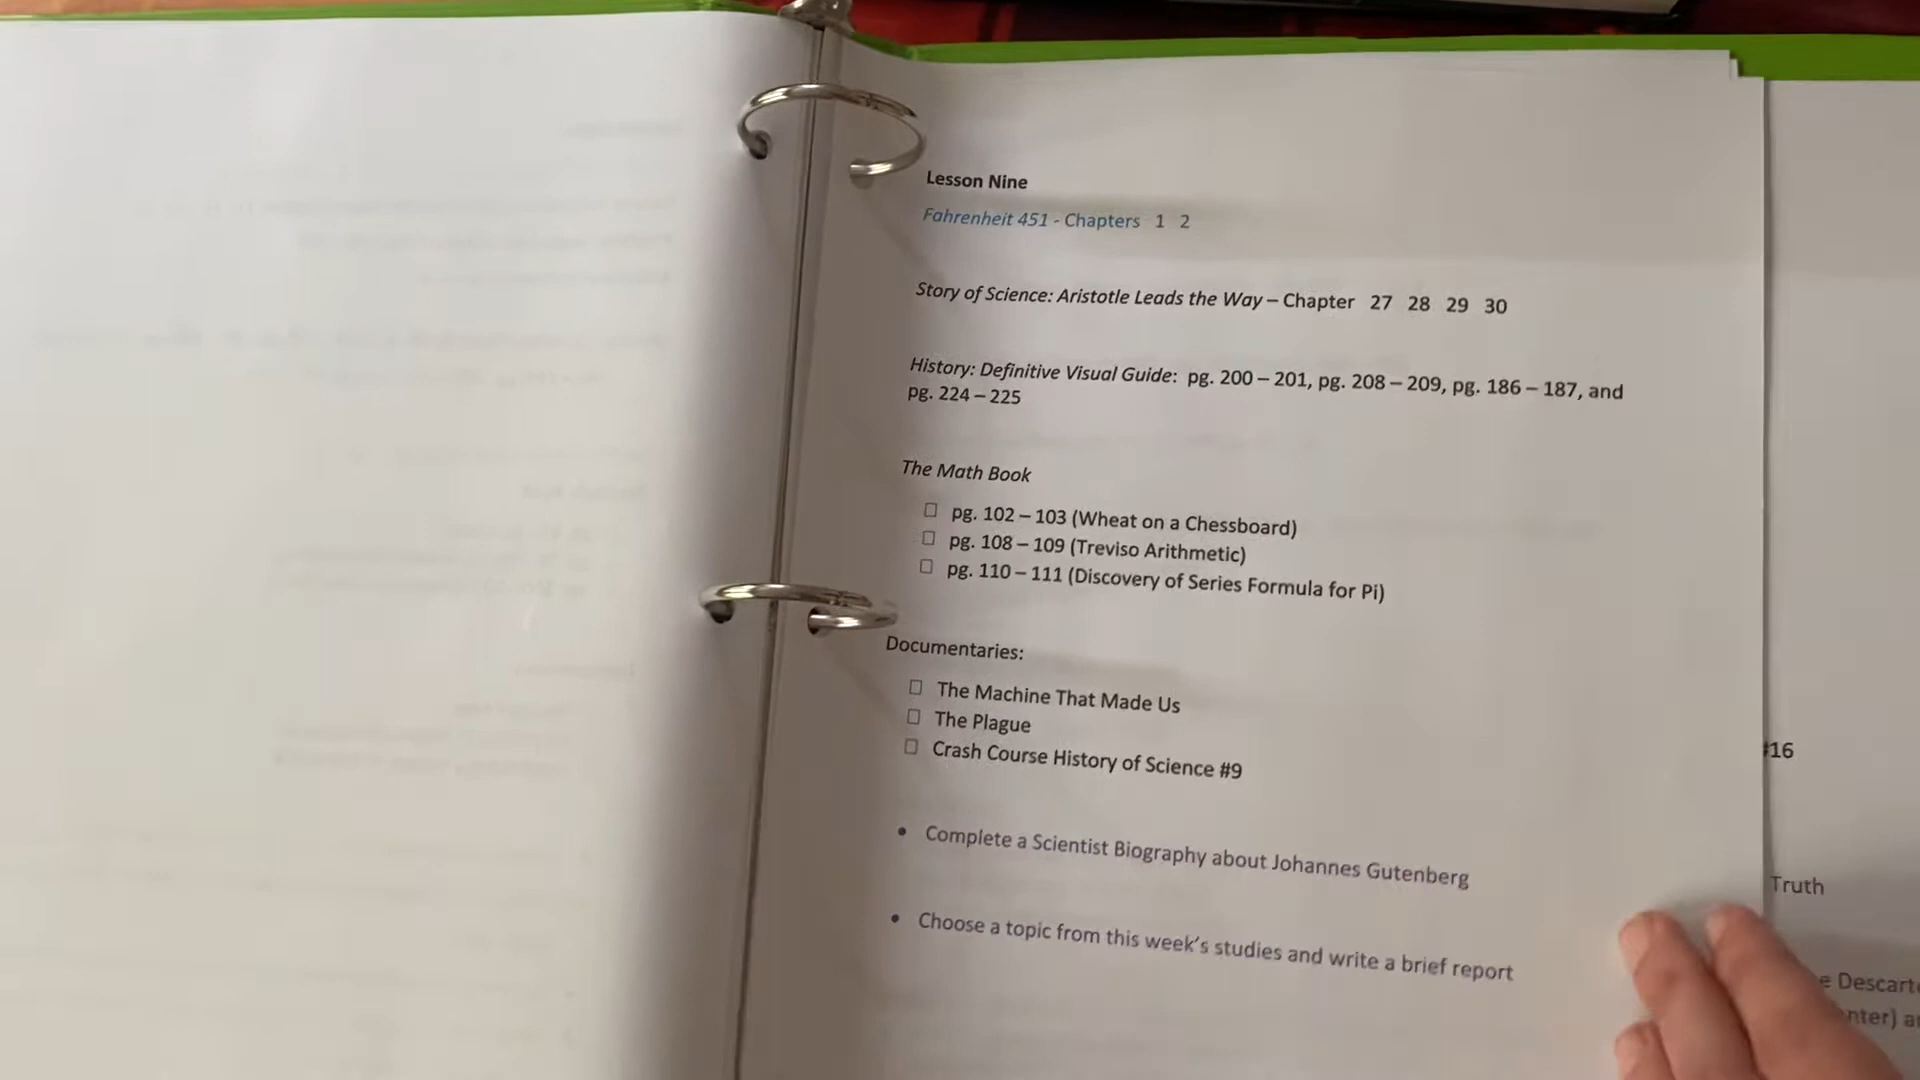 Lesson Nine
Fahrenheit 451 - Chapters 1 2
Story of Science: Aristotle Leads the Way – Chapter 27 28 29 30
History: Definitive Visual Guide: pg. 200 – 201, pg. 208 – 209, pg. 186 – 187, and
pg. 224 – 225
The Math Book
pg. 102 – 103 (Wheat on a Chessboard)
pg. 108 – 109 (Treviso Arithmetic)
pg. 110 – 111 (Discovery of Series Formula for Pi)
Documentaries:
The Machine That Made Us
The Plague
Crash Course History of Science #9
• Complete a Scientist Biography about Johannes Gutenberg
• Choose a topic from this week's studies and write a brief report
#16
Truth